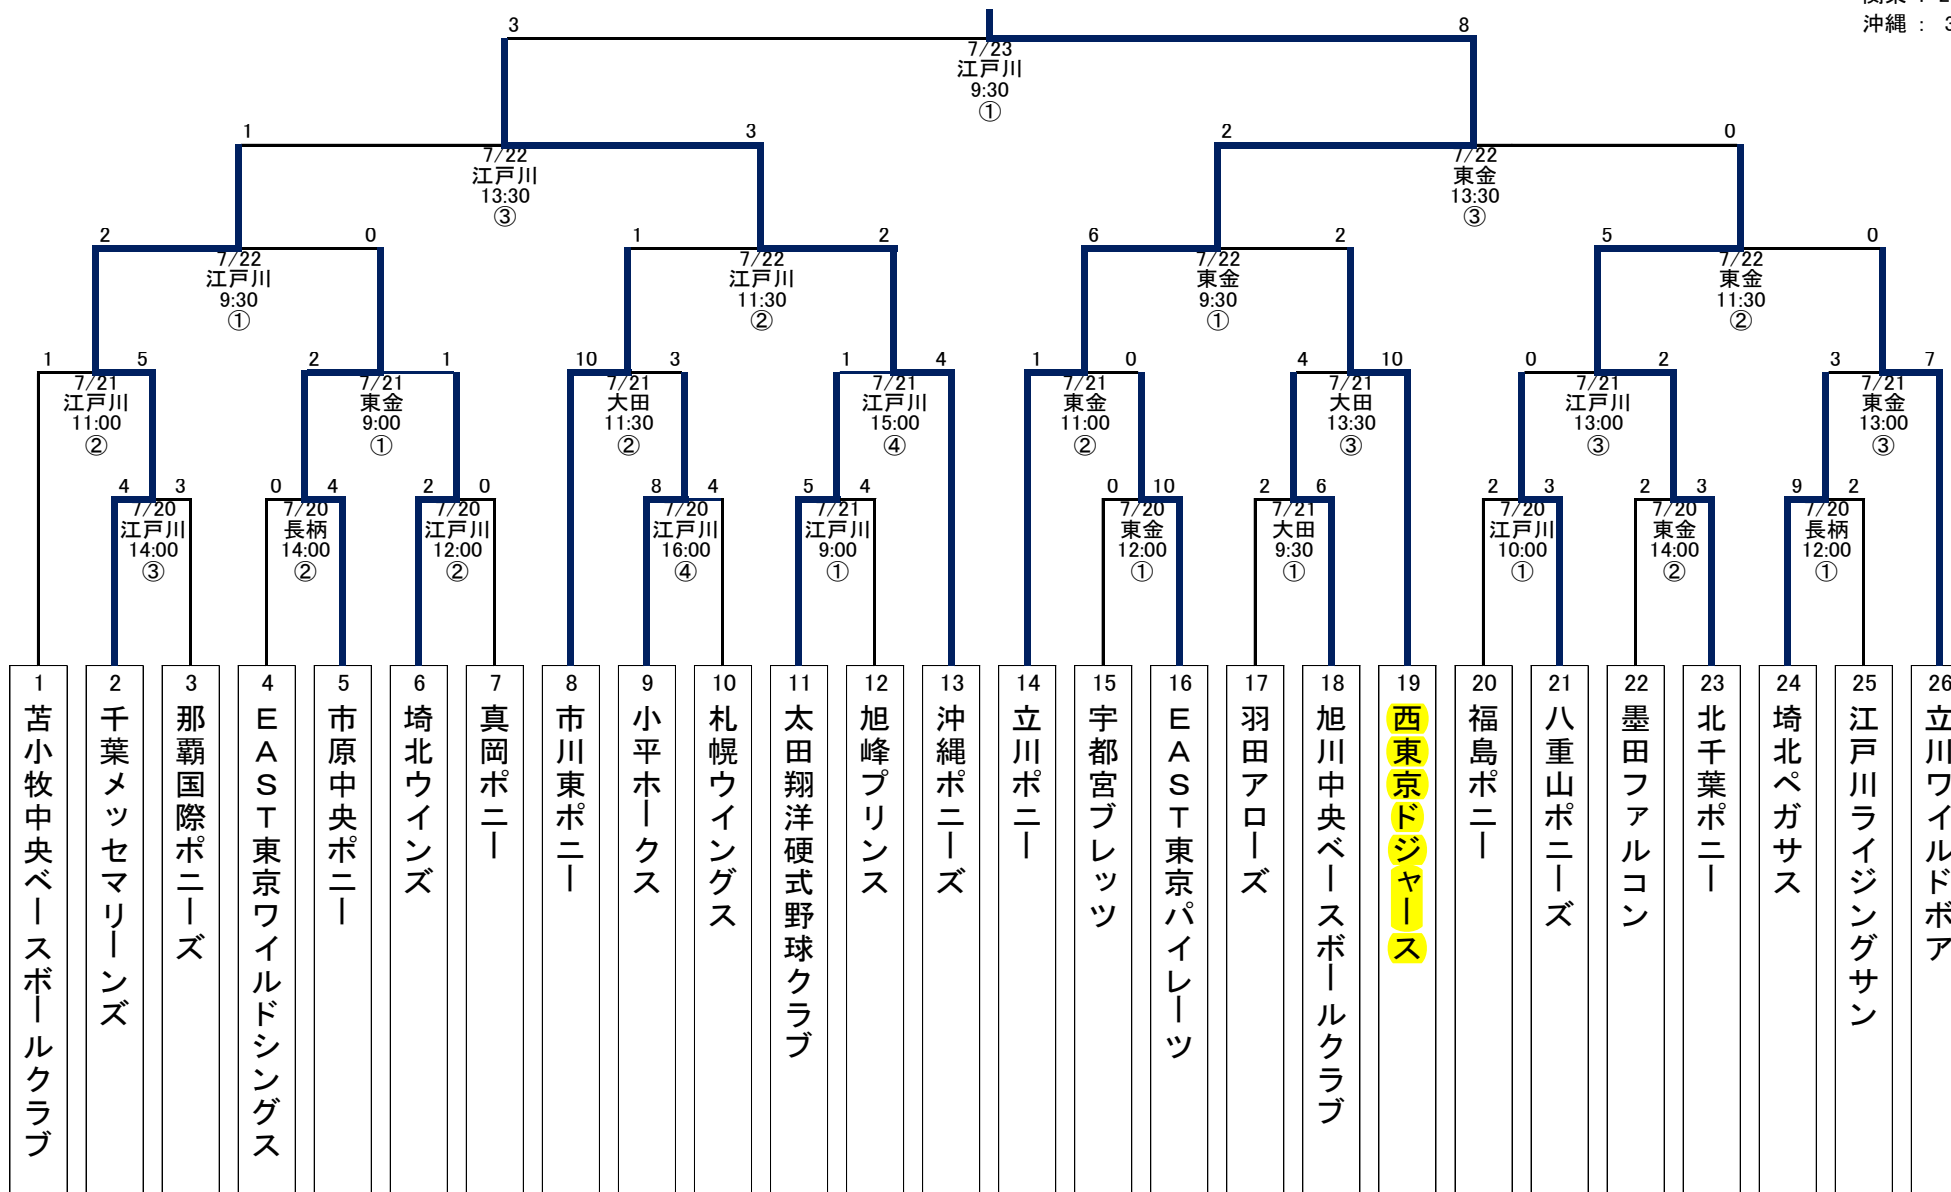 関東 : 2
沖縄 : 3
3
8
7/23
江戸川
9:30
①
1
3
2
0
7/22
江戸川
13:30
③
7/22
東金
13:30
③
2
0
1
2
6
2
5
0
7/22
江戸川
9:30
①
7/22
江戸川
11:30
②
7/22
東金
9:30
①
7/22
東金
11:30
②
1
5
2
1
10
3
1
4
1
0
4
10
0
2
3
7
7/21
江戸川
11:00
②
7/21
東金
9:00
①
7/21
大田
11:30
②
7/21
江戸川
15:00
④
7/21
東金
11:00
②
7/21
大田
13:30
③
7/21
江戸川
13:00
③
7/21
東金
13:00
③
4
3
0
4
2
0
8
4
5
4
0
10
2
6
2
3
2
3
9
2
7/20
江戸川
14:00
③
7/20
長柄
14:00
②
7/20
江戸川
12:00
②
7/20
江戸川
16:00
④
7/21
江戸川
9:00
①
7/20
東金
12:00
①
7/21
大田
9:30
①
7/20
江戸川
10:00
①
7/20
東金
14:00
②
7/20
長柄
12:00
①
1
苫小牧中央ベースボールクラブ
2
千葉メッセマリーンズ
3
那覇国際ポニーズ
4
EAST東京ワイルドシングス
5
市原中央ポニー
6
埼北ウインズ
7
真岡ポニー
8
市川東ポニー
9
小平ホークス
10
札幌ウイングス
11
太田翔洋硬式野球クラブ
12
旭峰プリンス
13
沖縄ポニーズ
14
立川ポニー
15
宇都宮ブレッツ
16
EAST東京パイレーツ
17
羽田アローズ
18
旭川中央ベースボールクラブ
19
西東京ドジャース
20
福島ポニー
21
八重山ポニーズ
22
墨田ファルコン
23
北千葉ポニー
24
埼北ペガサス
25
江戸川ライジングサン
26
立川ワイルドボア